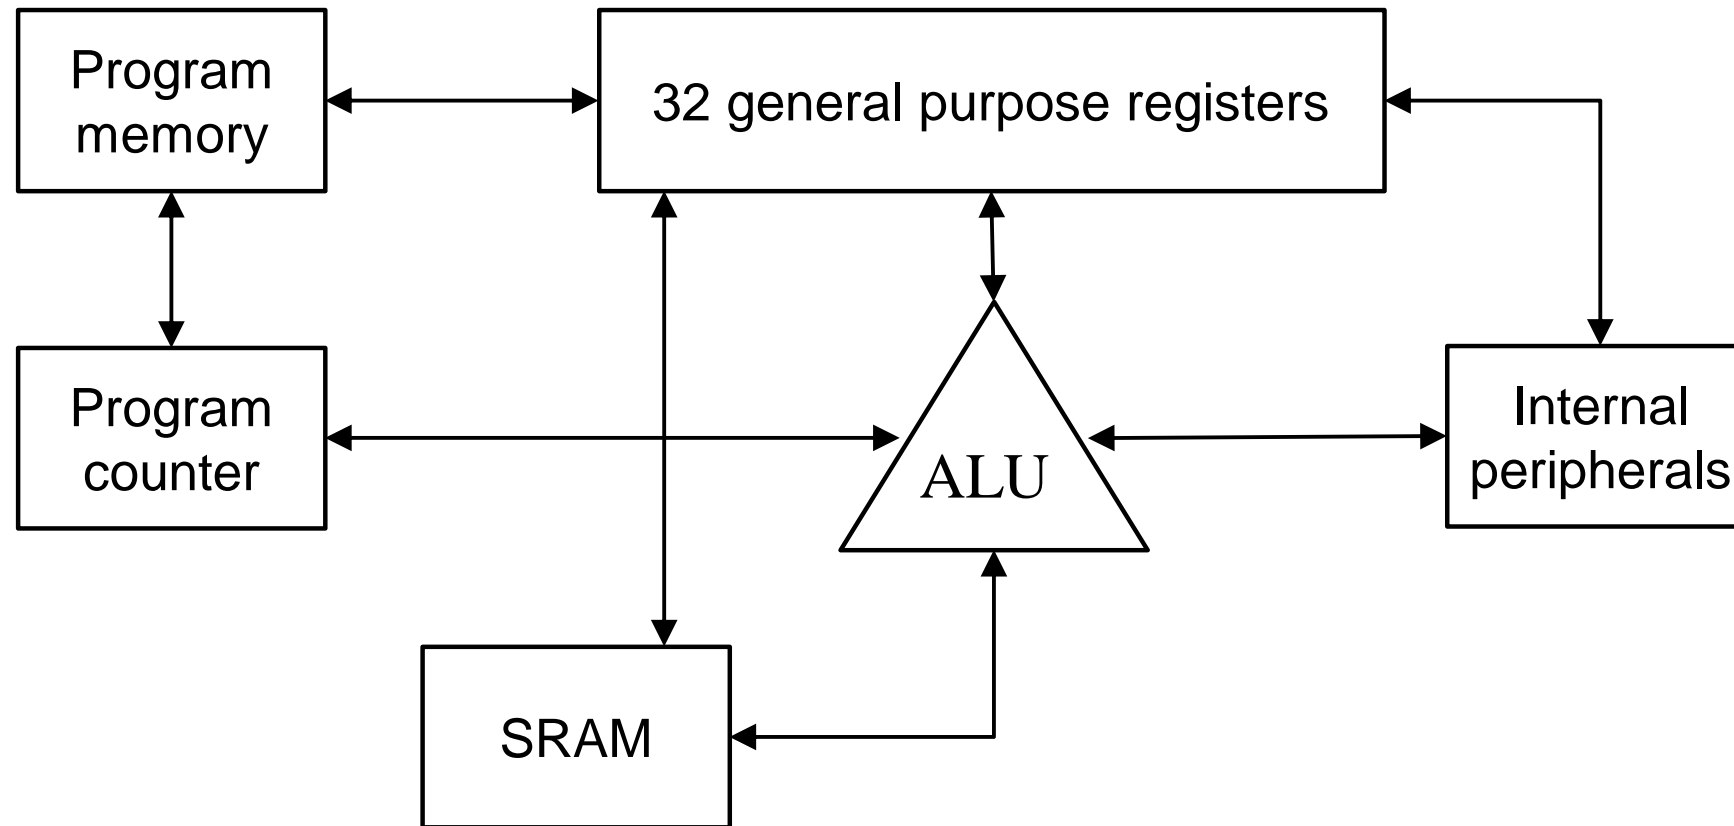 Program
memory
32 general purpose registers
Program
counter
ALU
Internal
peripherals
SRAM